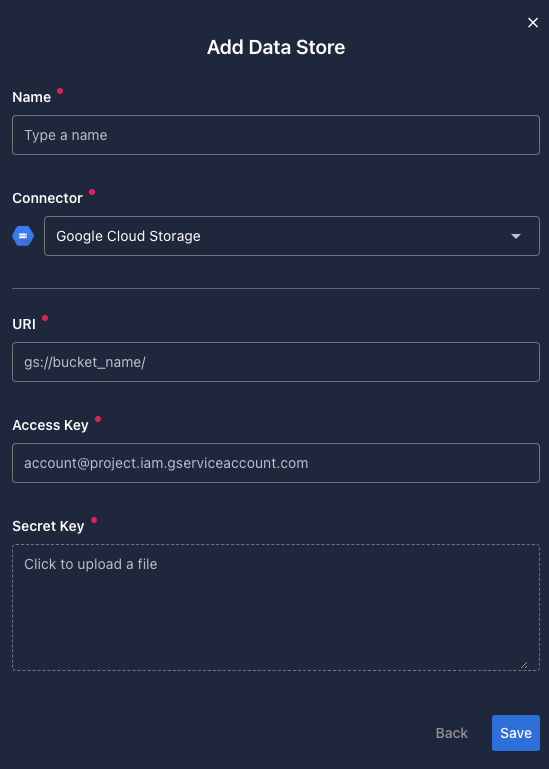 Add Data Store
Name
Type a name
Connector
Google Cloud Storage
URI
gs://bucket_name/
Access Key
account@project.iam.gserviceaccount.com
Secret Key
Click to upload a file
Back
Save